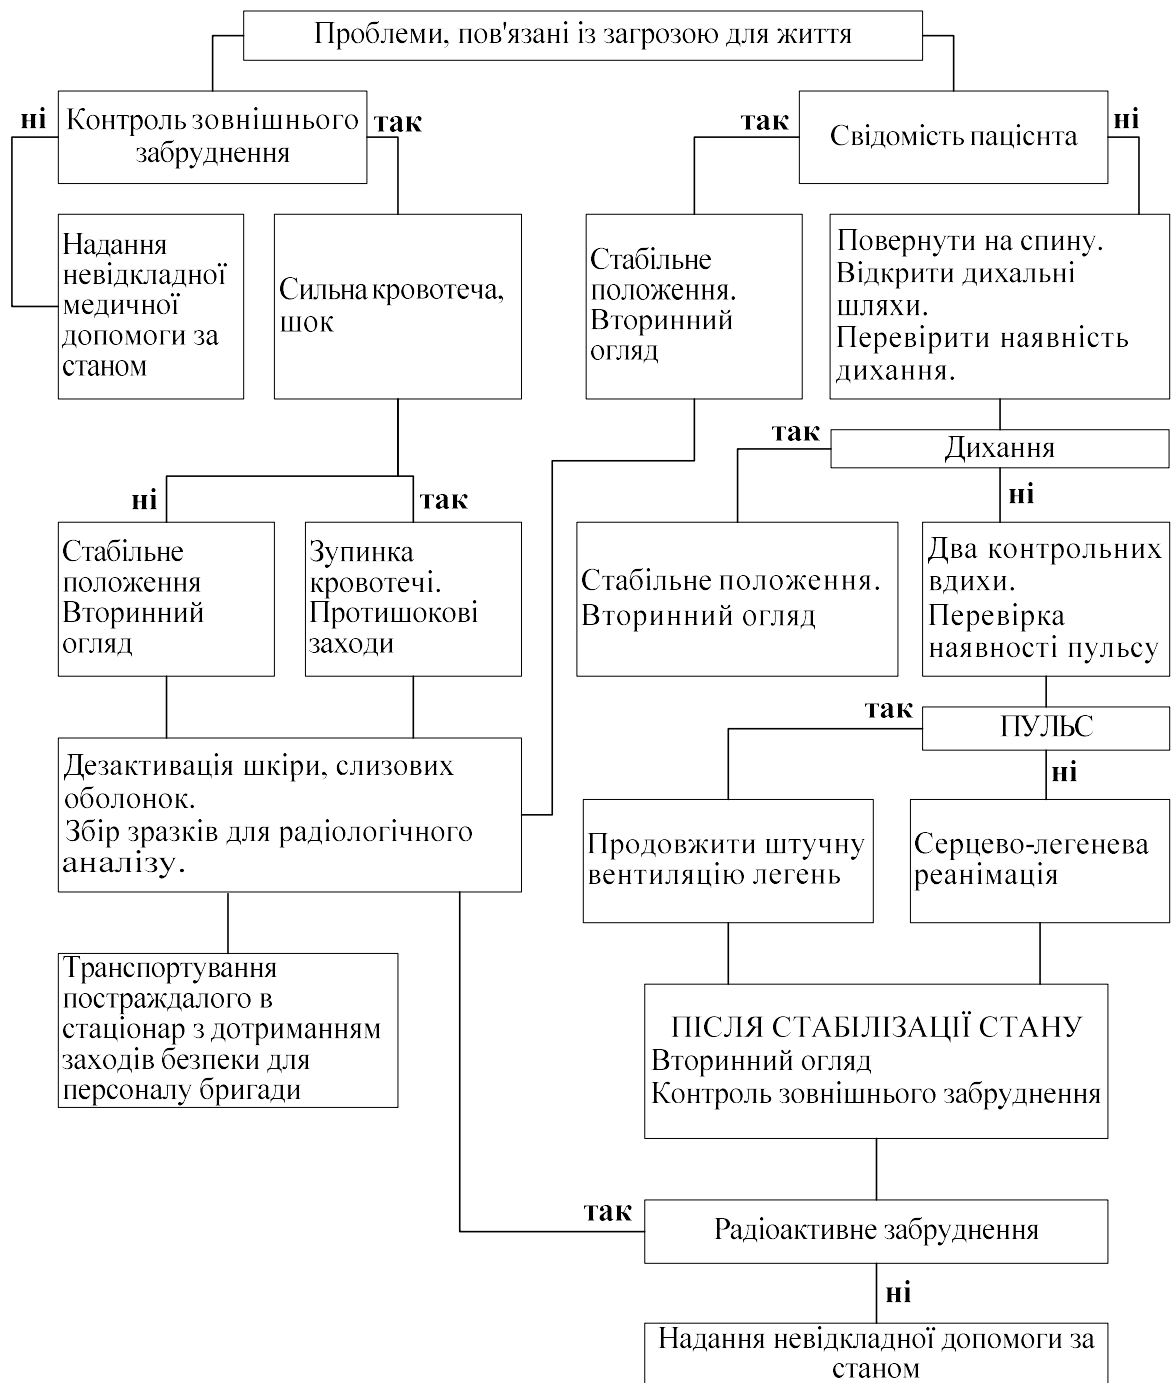 Проблеми, пов'язані із загрозою для життя
ні
Контроль зовнішнього
забруднення
так
так
Свідомість пацієнта
ні
Надання
невідкладної
медичної
допомоги за
станом
Сильна кровотеча,
шок
Стабільне
положення.
Вторинний
огляд
Повернути на спину.
Відкрити дихальні
шляхи.
Перевірити наявність
дихання.
так
Дихання
ні
ні
так
Стабільне
положення
Вторинний
огляд
Зупинка
кровотечі.
Протишокові
заходи
Стабільне положення.
Вторинний огляд
Два контрольних
вдихи.
Перевірка
наявності пульсу
так
ПУЛЬС
ні
Дезактивація шкіри, слизових
оболонок.
Збір зразків для радіологічного
аналізу.
Продовжити штучну
вентиляцію легень
Серцево-легенева
реанімація
Транспортування
постраждалого в
стаціонар з дотриманням
заходів безпеки для
персоналу бригади
ПІСЛЯ СТАБІЛІЗАЦІЇ СТАНУ
Вторинний огляд
Контроль зовнішнього забруднення
так
Радіоактивне забруднення
ні
Надання невідкладної допомоги за
станом